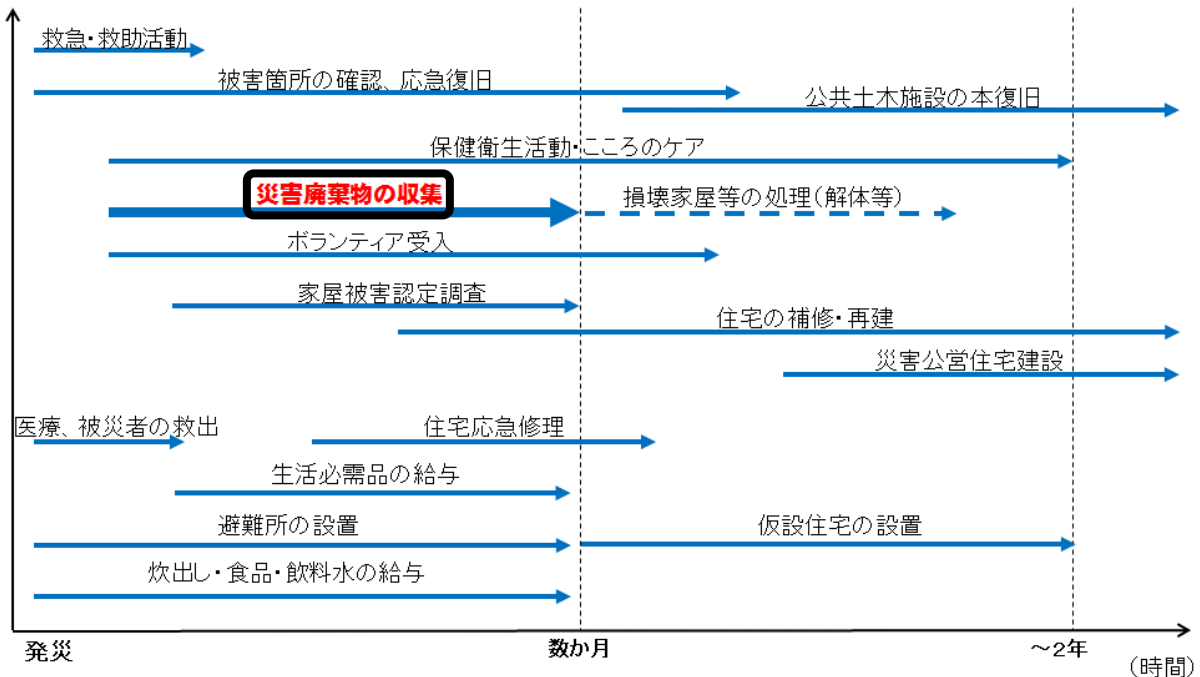 救急・救助活動
被害箇所の確認、応急復旧
公共土木施設の本復旧
保健衛生活動・こころのケア
災害廃棄物の収集
損壊家屋等の処理(解体等)
ボランティア受入
家屋被害認定調査
住宅の補修・再建
災害公営住宅建設
医療、被災者の救出
住宅応急修理
生活必需品の給与
避難所の設置
仮設住宅の設置
炊出し・食品・飲料水の給与
発災
数か月
～2年
(時間)